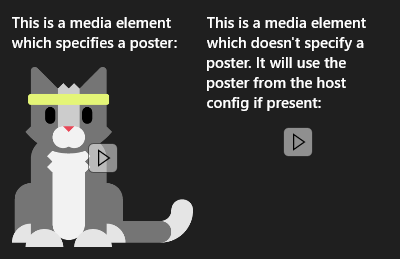 This is a media element
which specifies a poster:
This is a media element
which doesn't specify a
poster. It will use the
poster from the host
config if present: